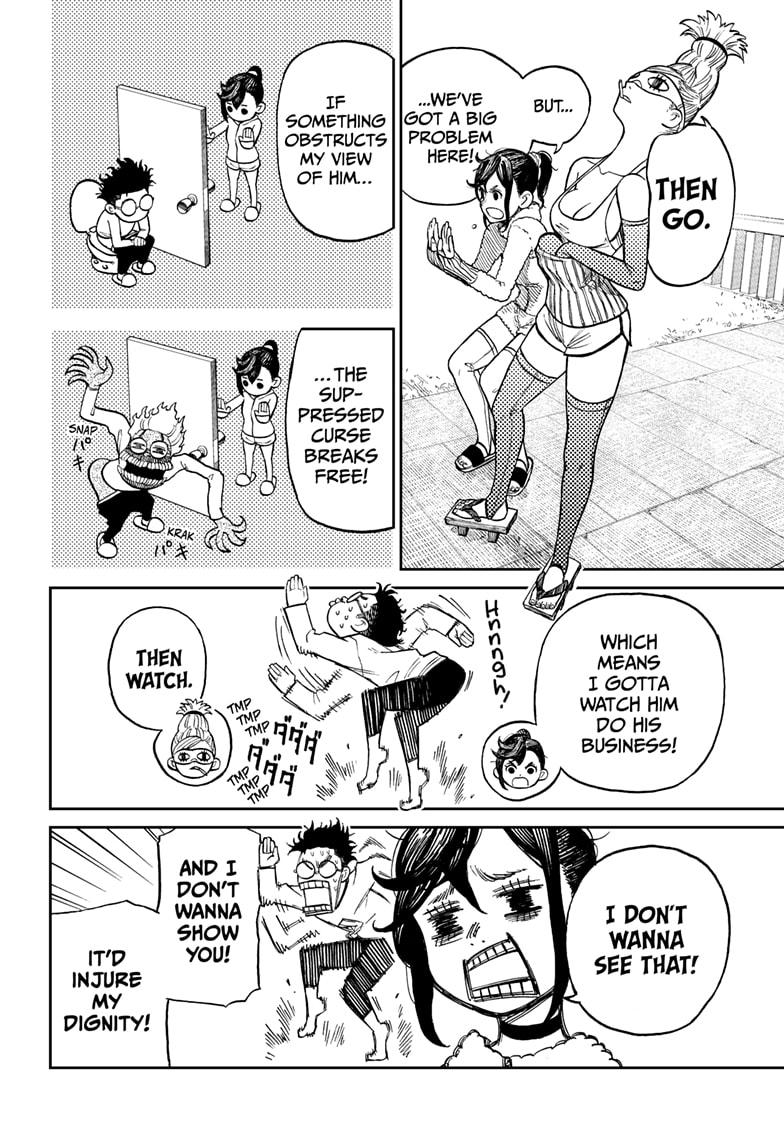 THEN
GO.
BUT...
...WE'VE
GOT A BIG
PROBLEM
HERE!
IF
SOMETHING
OBSTRUCTS
MY VIEW
OF HIM...
...THE
SUP-
PRESSED
CURSE
BREAKS
FREE!
SNAP
パキ
KRAK
パキ
WHICH
MEANS
I GOTTA
WATCH HIM
DO HIS
BUSINESS!
Hnnngh!
TMP
TMP
TMP
ダダダ
ダダダ
TMP
TMP
TMP
THEN
WATCH.
I DON'T
WANNA
SEE THAT!
AND I
DON'T
WANNA
SHOW
YOU!
IT'D
INJURE
MY
DIGNITY!